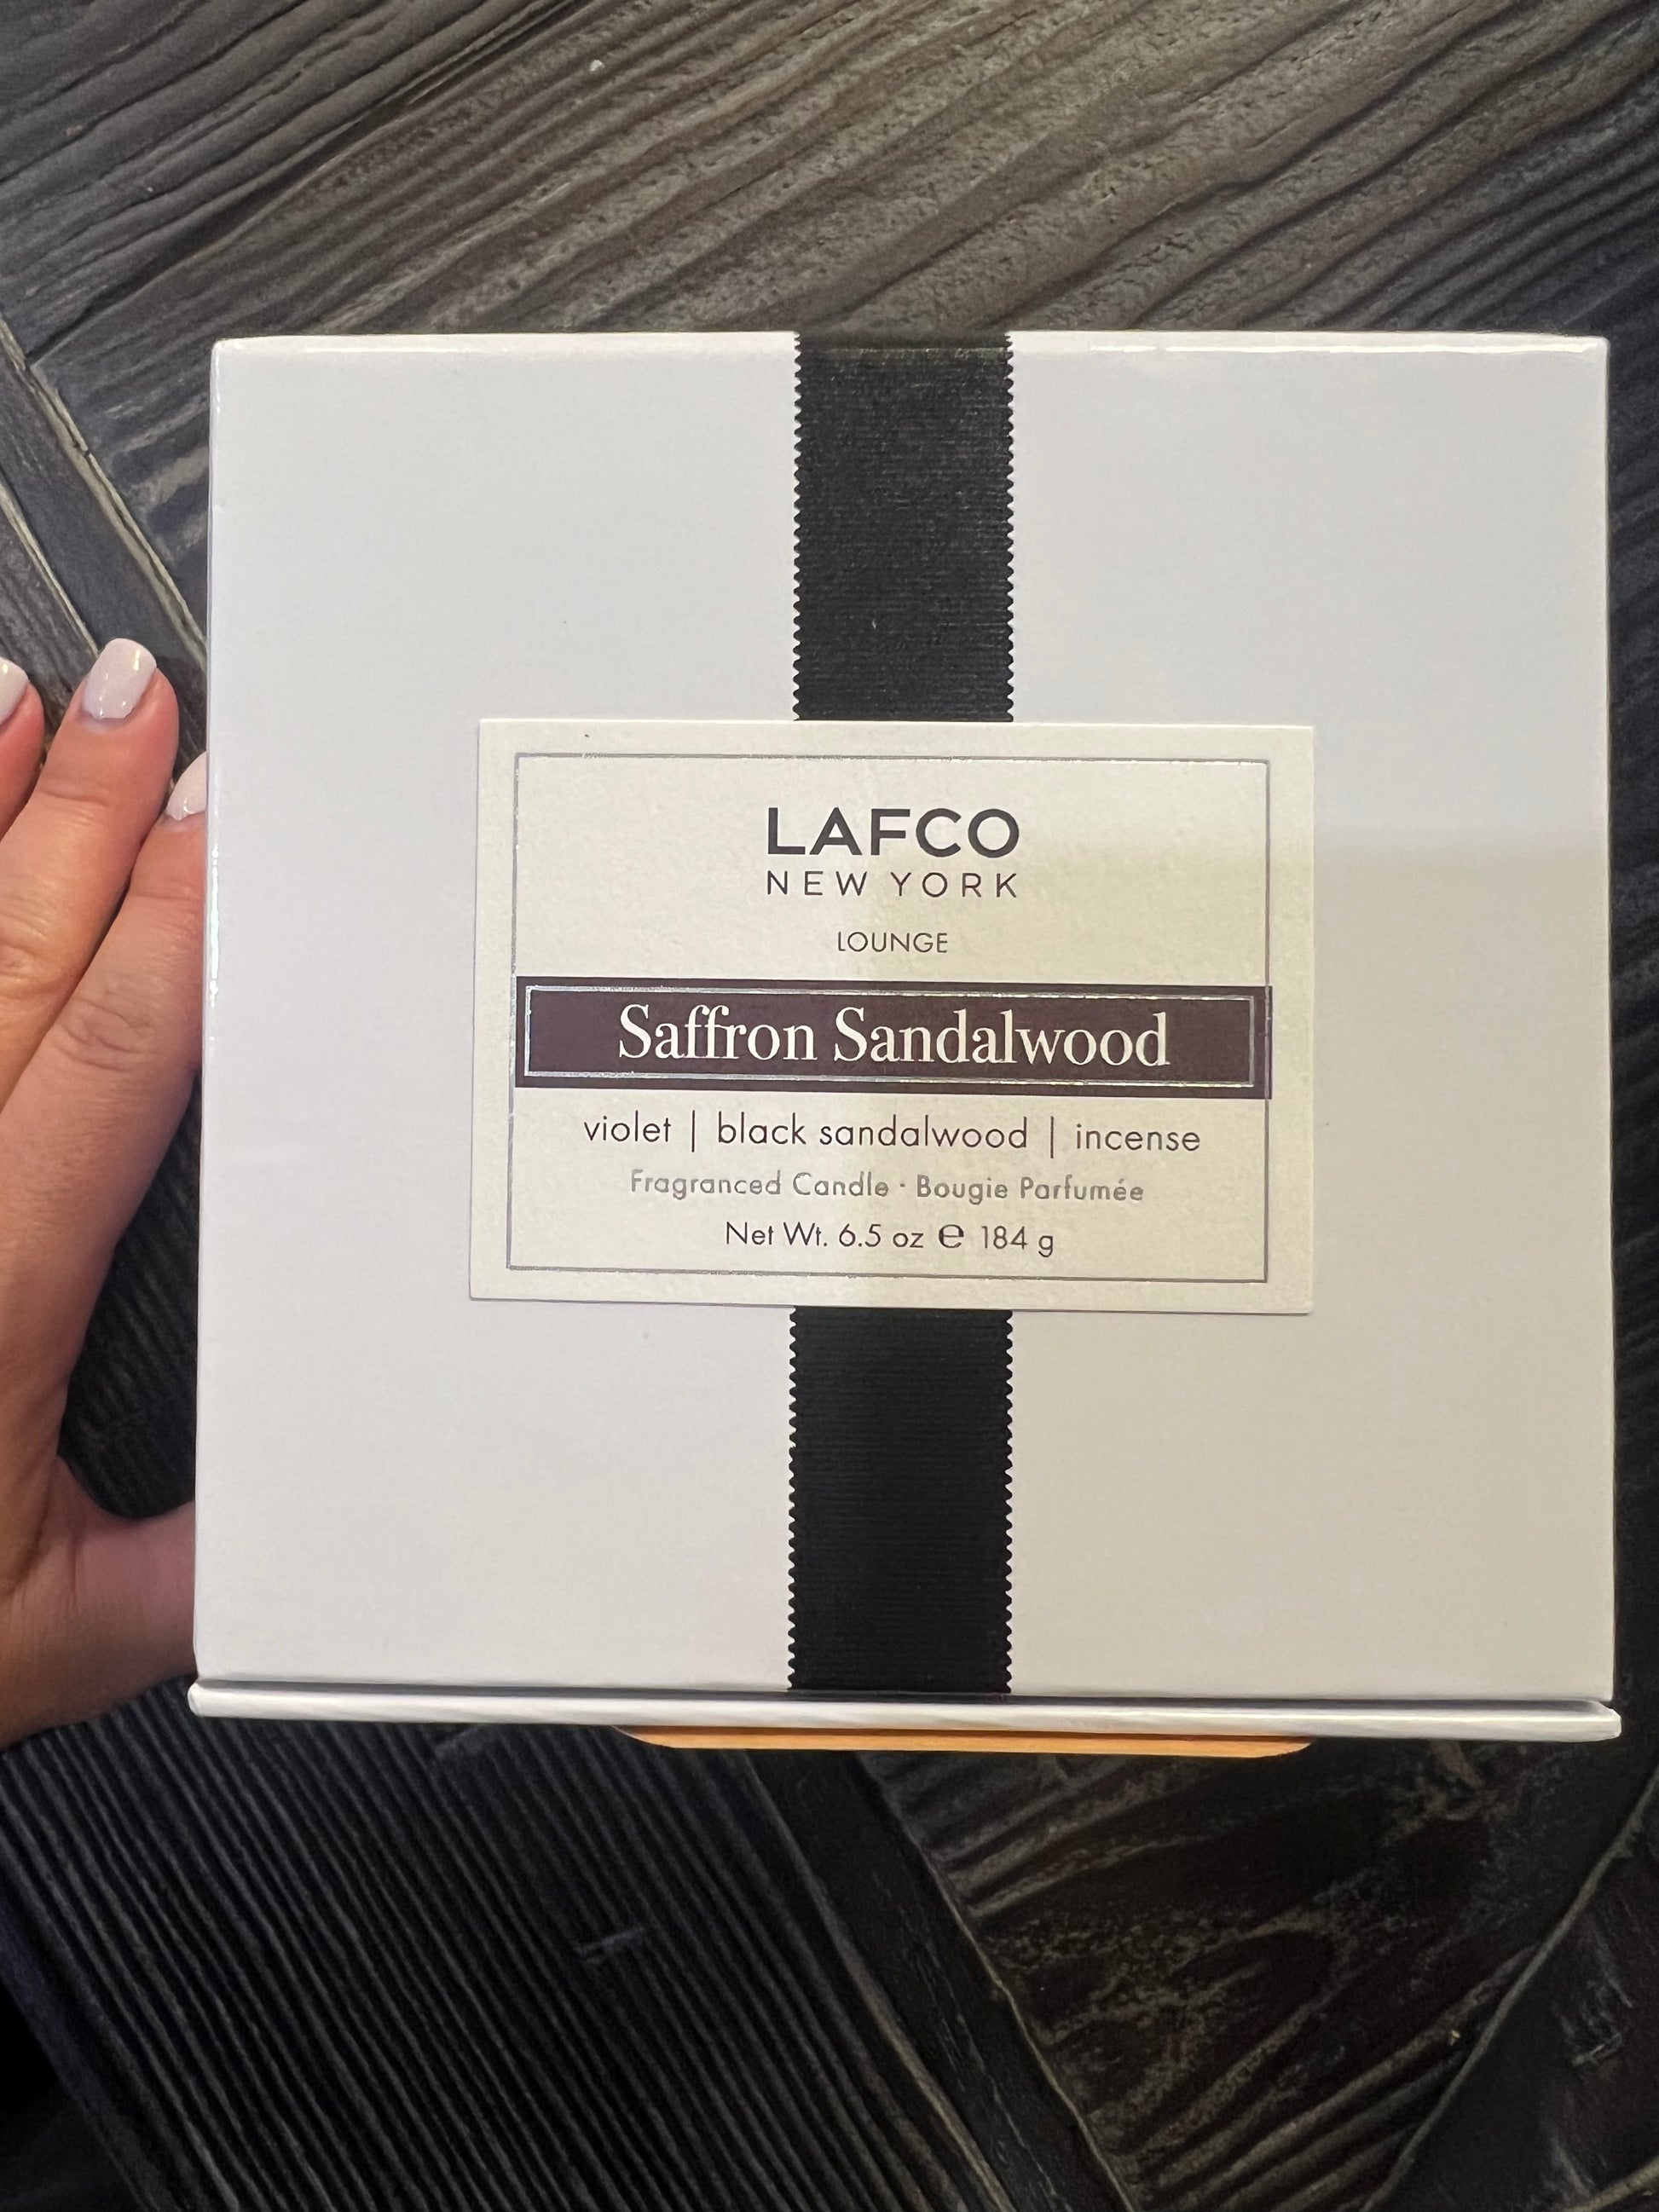 LAFCO
NEW YORK
LOUNGE
Saffron Sandalwood
violet | black sandalwood | incense
Fragranced Candle · Bougie Parfumée
Net Wt. 6.5 oz ℮ 184 g